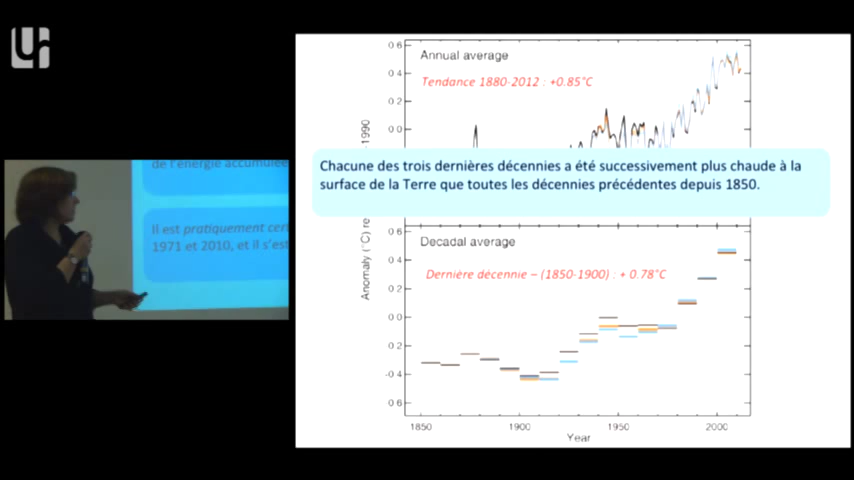 Ui
de l'énergie accumulée
Il est pratiquement cert
1971 et 2010, et il s'est
0 6
Annual average
0 4
Tendance 1880-2012 : +0.85°C
0 2
0 0
Chacune des trois dernières décennies a été successivement plus chaude à la
surface de la Terre que toutes les décennies précédentes depuis 1850.
Anomaly (°C) re
1990
0 6
Decadal average
0 4
Dernière décennie – (1850-1900) : + 0.78°C
0 2
0 0
-0 2
-0 4
0 6
1850
1900
1950
2000
Year